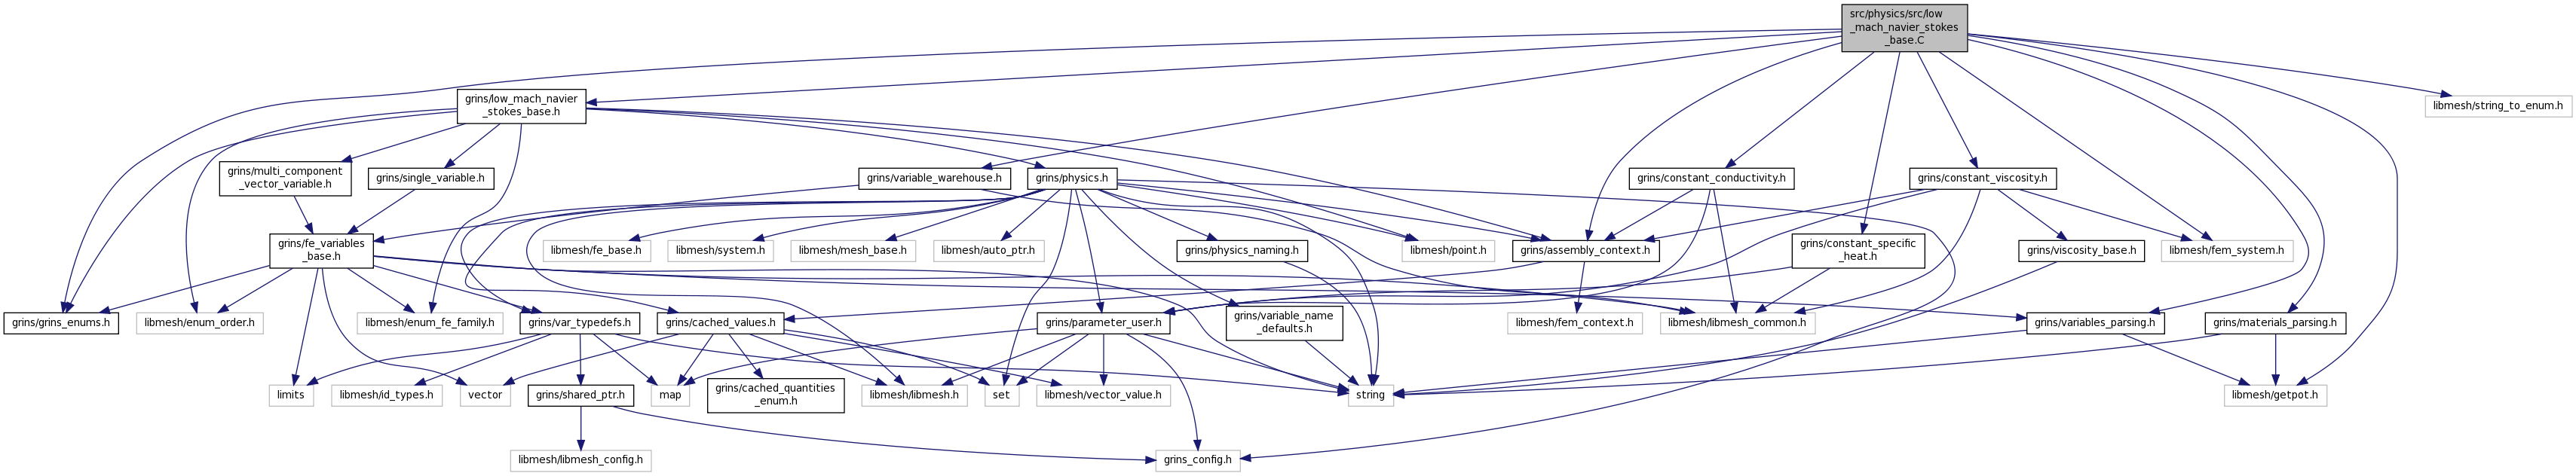 src/physics/src/low
_mach_navier_stokes
_base.C
grins/low_mach_navier
_stokes_base.h
libmesh/string_to_enum.h
grins/multi_component
_vector_variable.h
grins/single_variable.h
grins/variable_warehouse.h
grins/physics.h
grins/constant_conductivity.h
grins/constant_viscosity.h
grins/fe_variables
_base.h
libmesh/fe_base.h
libmesh/system.h
libmesh/mesh_base.h
libmesh/auto_ptr.h
grins/physics_naming.h
libmesh/point.h
grins/assembly_context.h
grins/constant_specific
_heat.h
grins/viscosity_base.h
libmesh/fem_system.h
grins/grins_enums.h
libmesh/enum_order.h
libmesh/enum_fe_family.h
grins/var_typedefs.h
grins/cached_values.h
grins/parameter_user.h
grins/variable_name
_defaults.h
libmesh/fem_context.h
libmesh/libmesh_common.h
grins/variables_parsing.h
grins/materials_parsing.h
limits
libmesh/id_types.h
vector
grins/shared_ptr.h
map
grins/cached_quantities
_enum.h
libmesh/libmesh.h
set
libmesh/vector_value.h
string
libmesh/getpot.h
libmesh/libmesh_config.h
grins_config.h